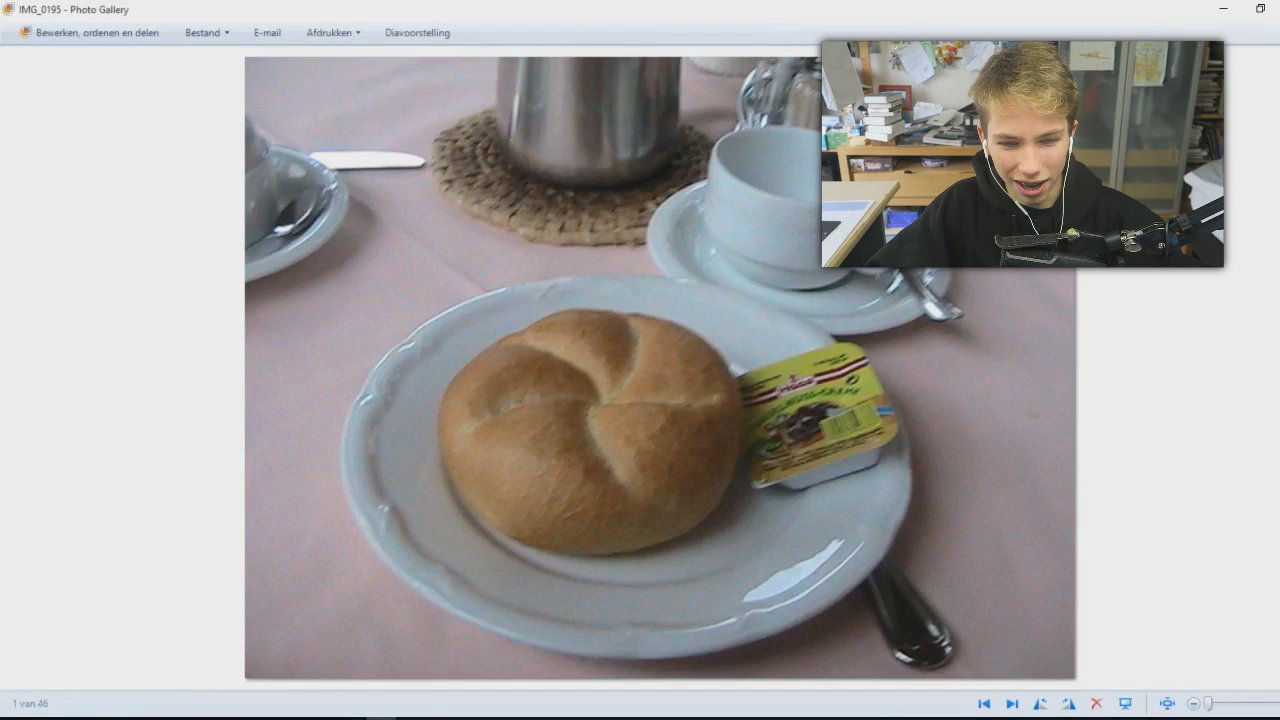 IMG_0195 - Photo Gallery
Bewerken, ordenen en delen
Bestand
E-mail
Afdrukken
Diavoorstelling
1 van 46